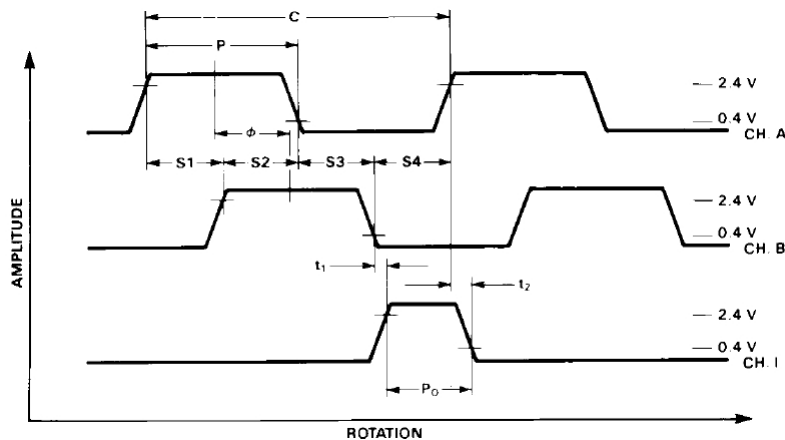 C
P
2.4 V
0.4 V
CH. A
ϕ
S1 S2 S3 S4
2.4 V
0.4 V
CH. B
t₁
t₂
2.4 V
0.4 V
CH. I
P₀
AMPLITUDE
ROTATION